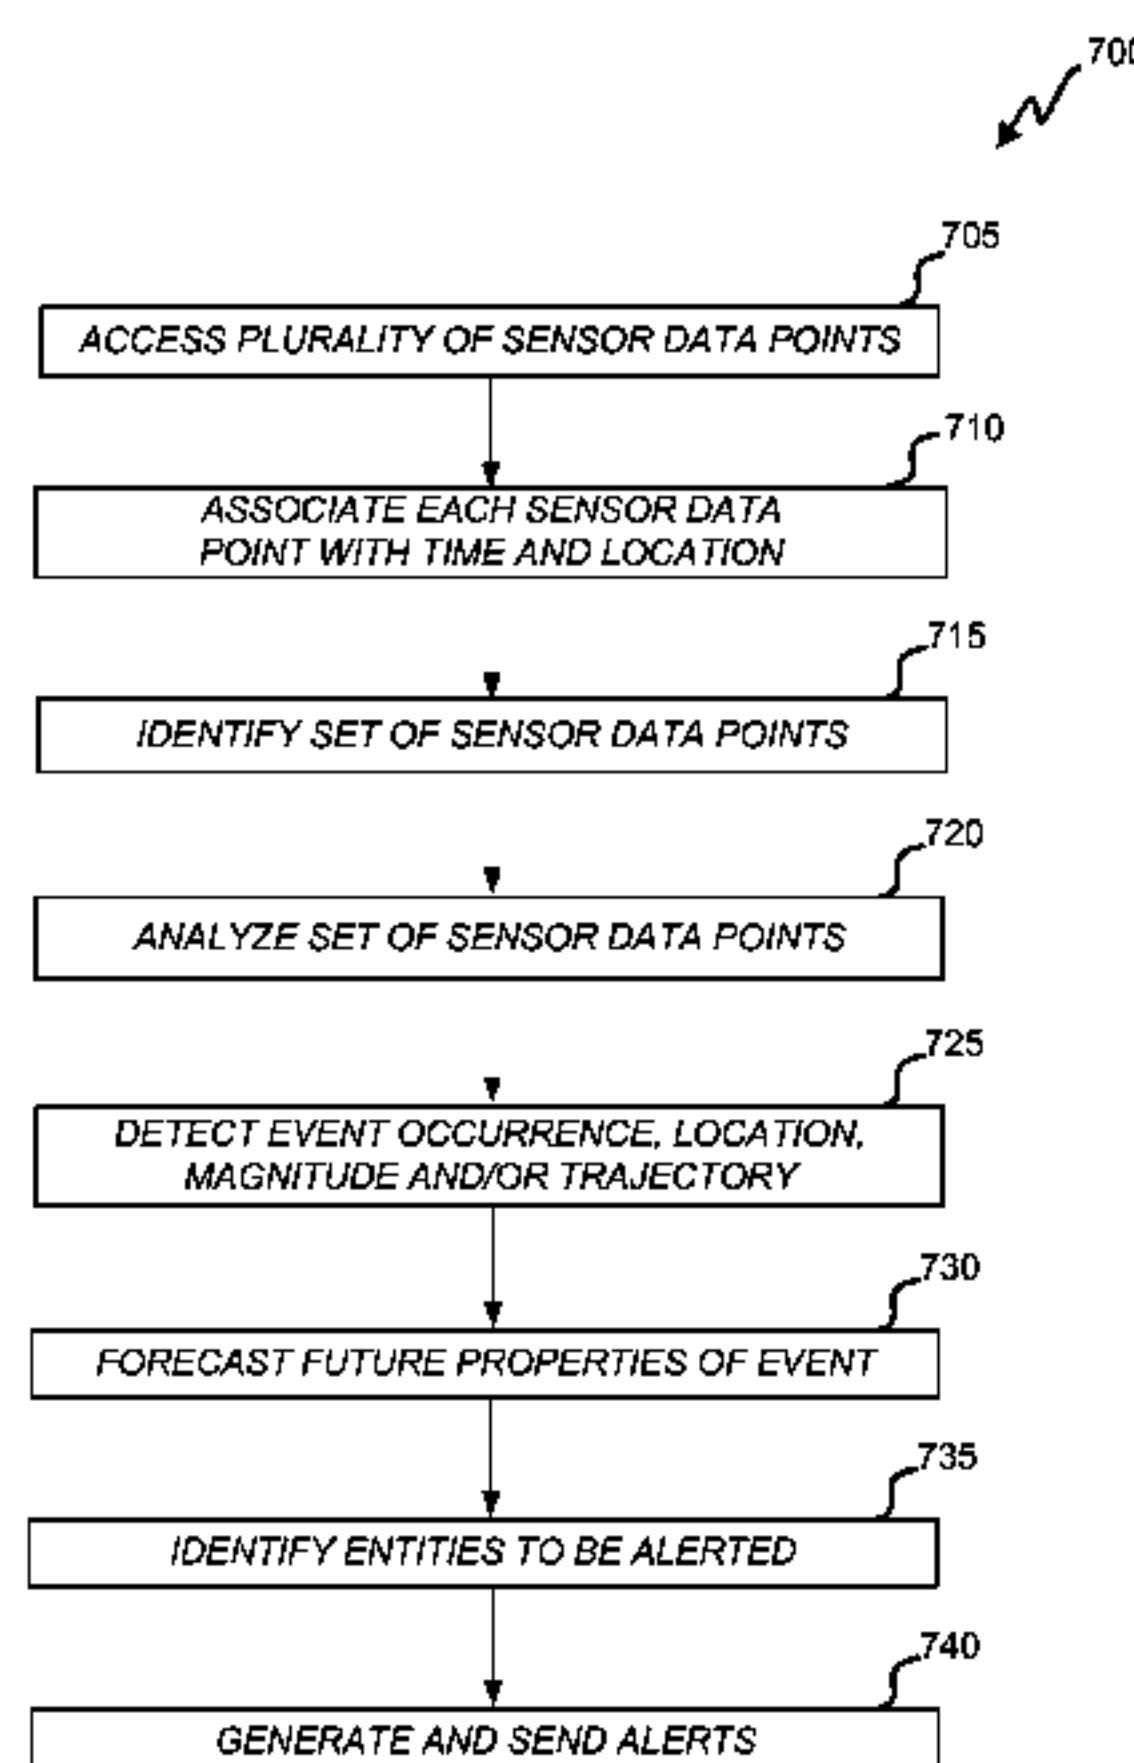 700
705
ACCESS PLURALITY OF SENSOR DATA POINTS
710
ASSOCIATE EACH SENSOR DATA
POINT WITH TIME AND LOCATION
715
IDENTIFY SET OF SENSOR DATA POINTS
720
ANALYZE SET OF SENSOR DATA POINTS
725
DETECT EVENT OCCURRENCE, LOCATION,
MAGNITUDE AND/OR TRAJECTORY
730
FORECAST FUTURE PROPERTIES OF EVENT
735
IDENTIFY ENTITIES TO BE ALERTED
740
GENERATE AND SEND ALERTS